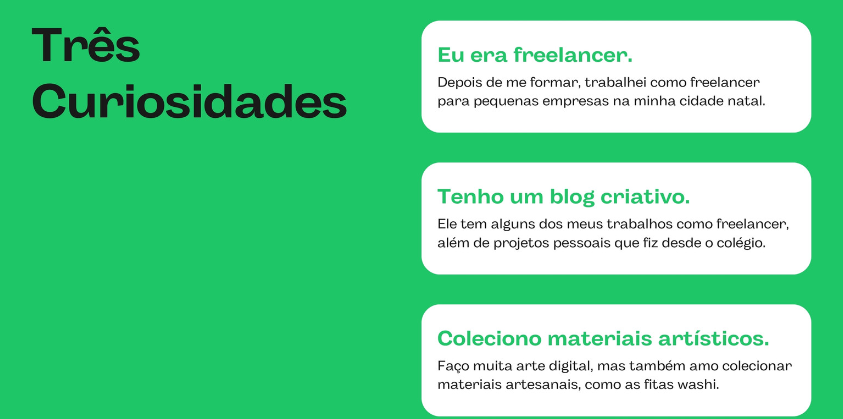 Três
Curiosidades
Eu era freelancer.
Depois de me formar, trabalhei como freelancer
para pequenas empresas na minha cidade natal.
Tenho um blog criativo.
Ele tem alguns dos meus trabalhos como freelancer,
além de projetos pessoais que fiz desde o colégio.
Coleciono materiais artísticos.
Faço muita arte digital, mas também amo colecionar
materiais artesanais, como as fitas washi.